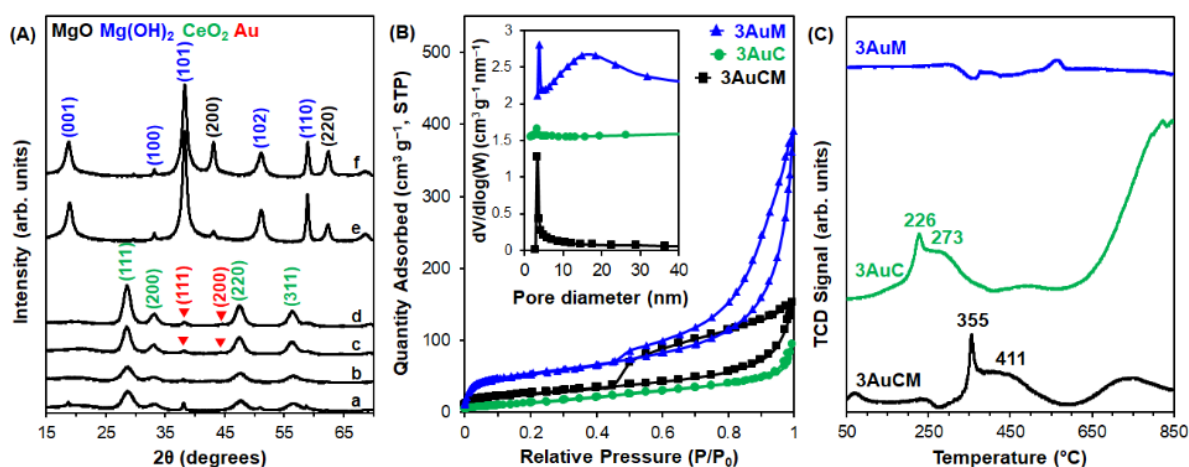 (A)
MgO Mg(OH)₂ CeO₂ Au
(001)
(100)
(101)
(200)
(102)
(110)
(220)
f
e
(111)
(200)
(111)
(200)
(220)
(311)
d
c
b
a
Intensity (arb. units)
15 25 35 45 55 65
2θ (degrees)
(B)
3AuM
3AuC
3AuCM
500
400
300
200
100
0
Quantity Adsorbed (cm³ g⁻¹, STP)
0 0.2 0.4 0.6 0.8 1
Relative Pressure (P/P₀)
3
2.5
2
1.5
1
0.5
0
dV/dlog(W) (cm³ g⁻¹ nm⁻¹)
0 10 20 30 40
Pore diameter (nm)
(C)
3AuM
226
273
3AuC
355
411
3AuCM
TCD Signal (arb. units)
50 250 450 650 850
Temperature (°C)